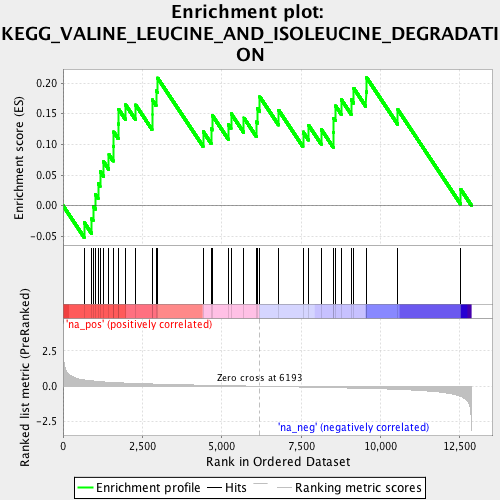 Enrichment plot:
KEGG_VALINE_LEUCINE_AND_ISOLEUCINE_DEGRADATI
ON
Enrichment score (ES)
0.20
0.15
0.10
0.05
0.00
-0.05
'na_pos' (positively correlated)
Ranked list metric (PreRanked)
2.5
0.0
-2.5
Zero cross at 6193
'na_neg' (negatively correlated)
0
2,500
5,000
7,500
10,000
12,500
Rank in Ordered Dataset
Enrichment profile
Hits
Ranking metric scores